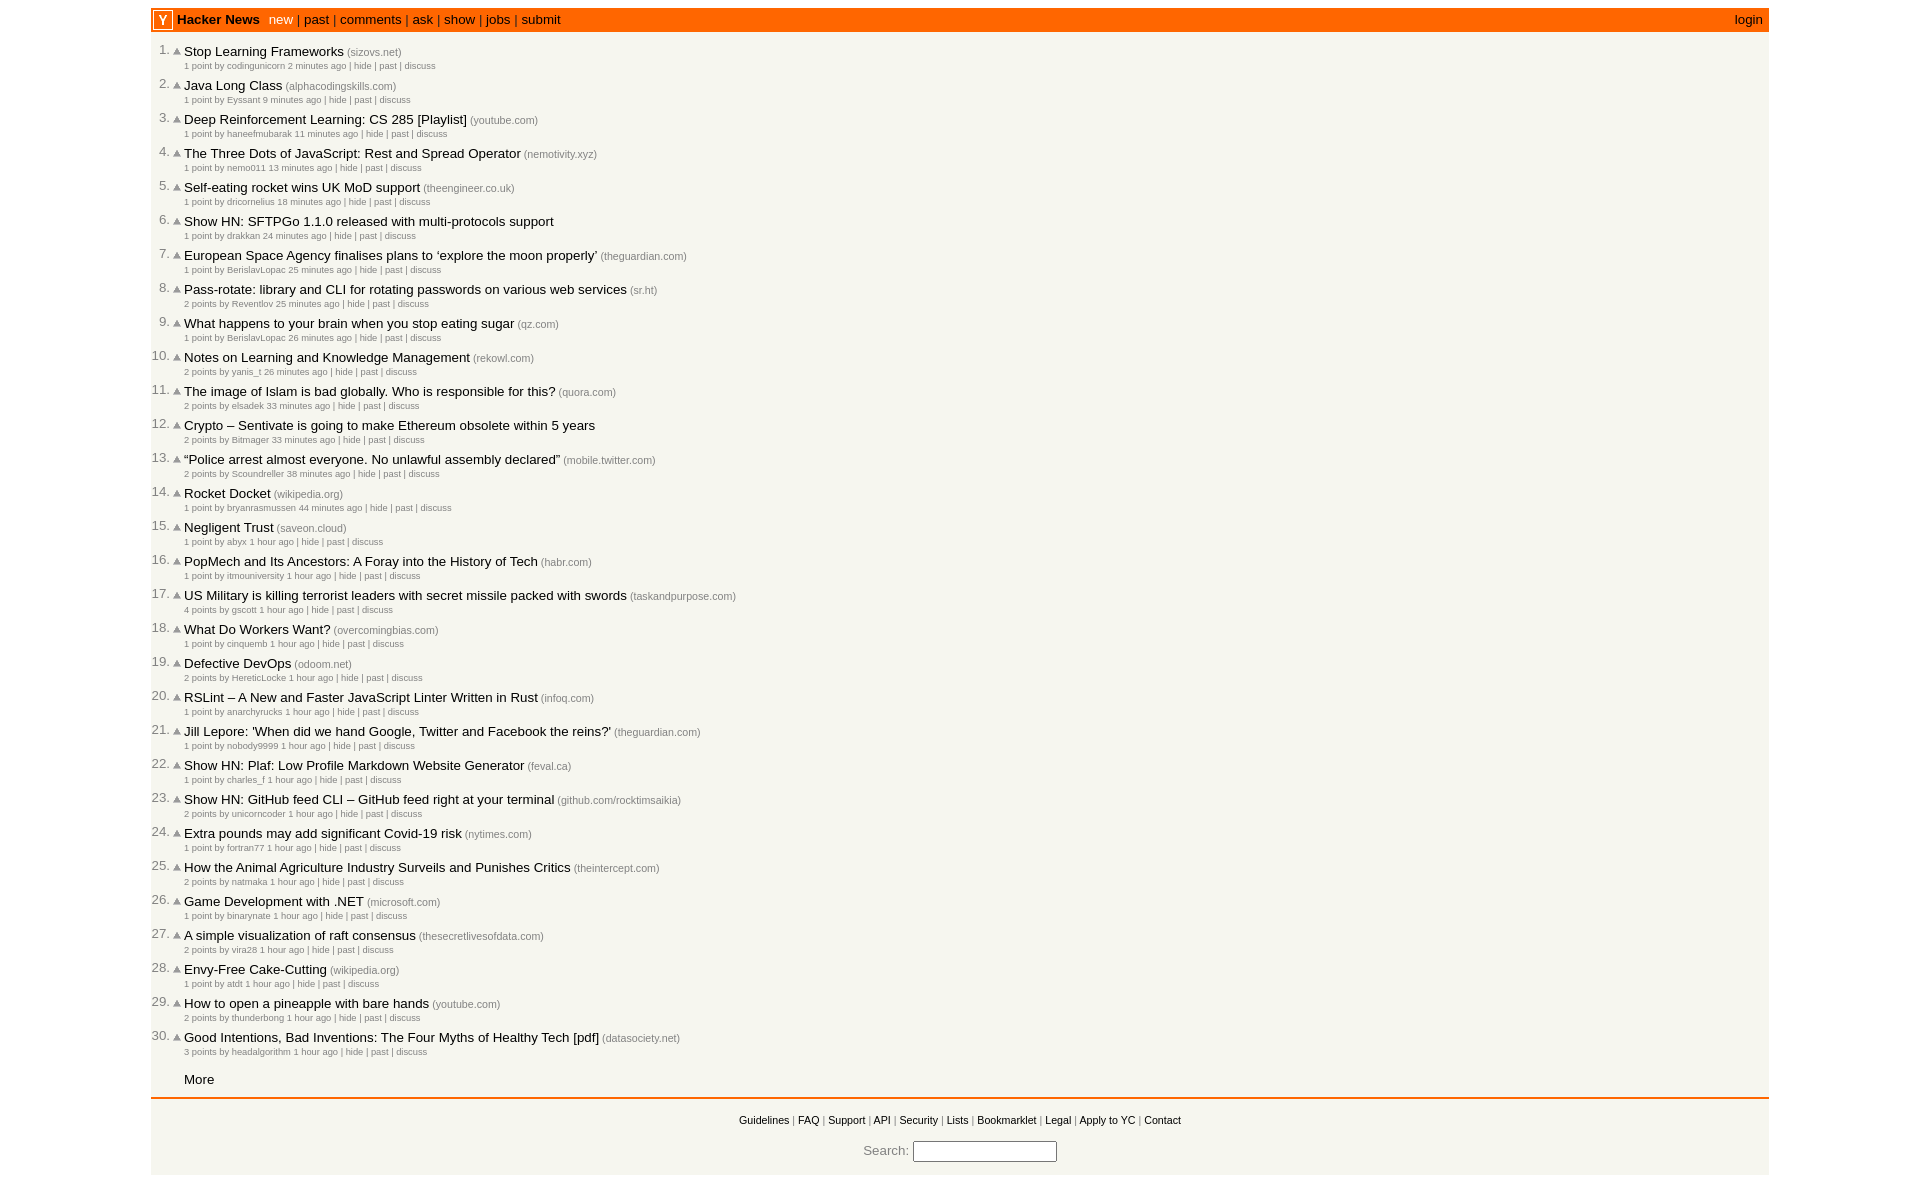 Y Hacker News new | past | comments | ask | show | jobs | submit login
1. Stop Learning Frameworks (sizovs.net)
1 point by codingunicorn 2 minutes ago | hide | past | discuss
2. Java Long Class (alphacodingskills.com)
1 point by Eyssant 9 minutes ago | hide | past | discuss
3. Deep Reinforcement Learning: CS 285 [Playlist] (youtube.com)
1 point by haneefmubarak 11 minutes ago | hide | past | discuss
4. The Three Dots of JavaScript: Rest and Spread Operator (nemotivity.xyz)
1 point by nemo011 13 minutes ago | hide | past | discuss
5. Self-eating rocket wins UK MoD support (theengineer.co.uk)
1 point by dricornelius 18 minutes ago | hide | past | discuss
6. Show HN: SFTPGo 1.1.0 released with multi-protocols support
1 point by drakkan 24 minutes ago | hide | past | discuss
7. European Space Agency finalises plans to ‘explore the moon properly’ (theguardian.com)
1 point by BerislavLopac 25 minutes ago | hide | past | discuss
8. Pass-rotate: library and CLI for rotating passwords on various web services (sr.ht)
2 points by Reventlov 25 minutes ago | hide | past | discuss
9. What happens to your brain when you stop eating sugar (qz.com)
1 point by BerislavLopac 26 minutes ago | hide | past | discuss
10. Notes on Learning and Knowledge Management (rekowl.com)
2 points by yanis_t 26 minutes ago | hide | past | discuss
11. The image of Islam is bad globally. Who is responsible for this? (quora.com)
2 points by elsadek 33 minutes ago | hide | past | discuss
12. Crypto – Sentivate is going to make Ethereum obsolete within 5 years
2 points by Bitmager 33 minutes ago | hide | past | discuss
13. “Police arrest almost everyone. No unlawful assembly declared” (mobile.twitter.com)
2 points by Scoundreller 38 minutes ago | hide | past | discuss
14. Rocket Docket (wikipedia.org)
1 point by bryanrasmussen 44 minutes ago | hide | past | discuss
15. Negligent Trust (saveon.cloud)
1 point by abyx 1 hour ago | hide | past | discuss
16. PopMech and Its Ancestors: A Foray into the History of Tech (habr.com)
1 point by itmouniversity 1 hour ago | hide | past | discuss
17. US Military is killing terrorist leaders with secret missile packed with swords (taskandpurpose.com)
4 points by gscott 1 hour ago | hide | past | discuss
18. What Do Workers Want? (overcomingbias.com)
1 point by cinquemb 1 hour ago | hide | past | discuss
19. Defective DevOps (odoom.net)
2 points by HereticLocke 1 hour ago | hide | past | discuss
20. RSLint – A New and Faster JavaScript Linter Written in Rust (infoq.com)
1 point by anarchyrucks 1 hour ago | hide | past | discuss
21. Jill Lepore: 'When did we hand Google, Twitter and Facebook the reins?' (theguardian.com)
1 point by nobody9999 1 hour ago | hide | past | discuss
22. Show HN: Plaf: Low Profile Markdown Website Generator (feval.ca)
1 point by charles_f 1 hour ago | hide | past | discuss
23. Show HN: GitHub feed CLI – GitHub feed right at your terminal (github.com/rocktimsaikia)
2 points by unicorncoder 1 hour ago | hide | past | discuss
24. Extra pounds may add significant Covid-19 risk (nytimes.com)
1 point by fortran77 1 hour ago | hide | past | discuss
25. How the Animal Agriculture Industry Surveils and Punishes Critics (theintercept.com)
2 points by natmaka 1 hour ago | hide | past | discuss
26. Game Development with .NET (microsoft.com)
1 point by binarynate 1 hour ago | hide | past | discuss
27. A simple visualization of raft consensus (thesecretlivesofdata.com)
2 points by vira28 1 hour ago | hide | past | discuss
28. Envy-Free Cake-Cutting (wikipedia.org)
1 point by atdt 1 hour ago | hide | past | discuss
29. How to open a pineapple with bare hands (youtube.com)
2 points by thunderbong 1 hour ago | hide | past | discuss
30. Good Intentions, Bad Inventions: The Four Myths of Healthy Tech [pdf] (datasociety.net)
3 points by headalgorithm 1 hour ago | hide | past | discuss
More
Guidelines | FAQ | Support | API | Security | Lists | Bookmarklet | Legal | Apply to YC | Contact
Search: